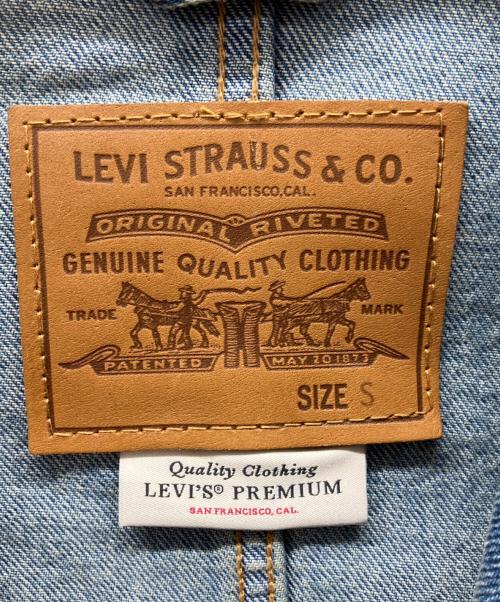 LEVI STRAUSS & CO.
SAN FRANCISCO, CAL.
ORIGINAL RIVETED
GENUINE QUALITY CLOTHING
TRADE MARK
PATENTED MAY 20 1873
SIZE S
Quality Clothing
LEVI'S® PREMIUM
SAN FRANCISCO, CAL.